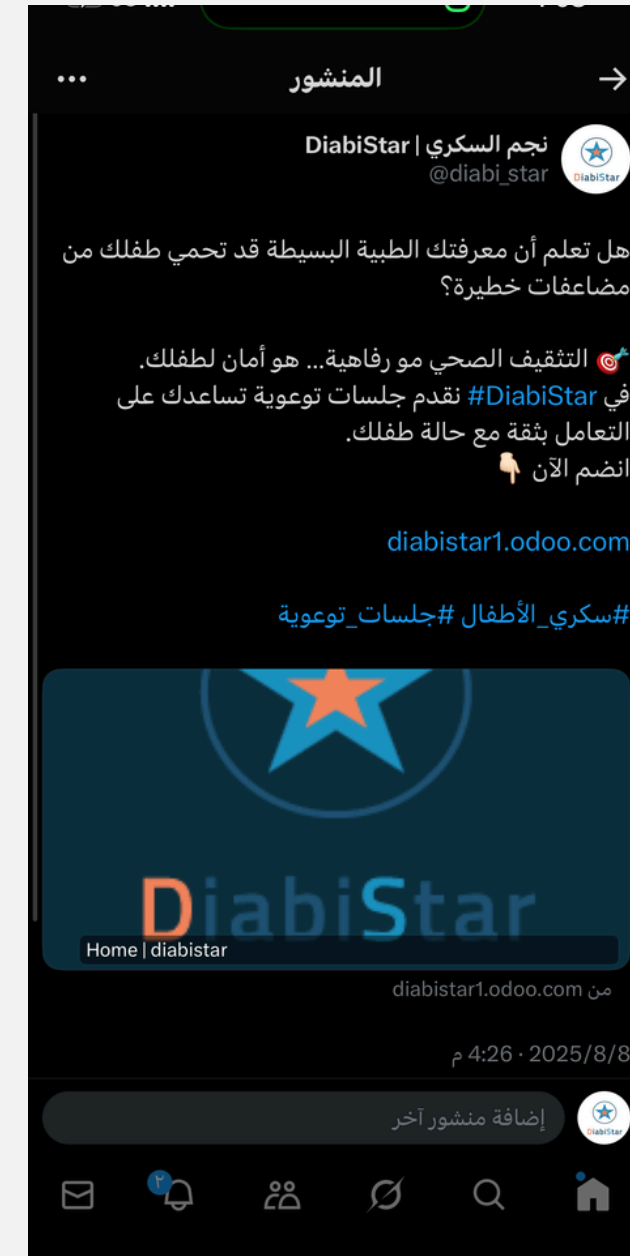 المنشور
نجم السكري | DiabiStar
@diabi_star
DiabiStar
هل تعلم أن معرفتك الطبية البسيطة قد تحمي طفلك من
مضاعفات خطيرة؟
🎯 التثقيف الصحي مو رفاهية... هو أمان لطفلك.
في #DiabiStar نقدم جلسات توعوية تساعدك على
التعامل بثقة مع حالة طفلك.
انضم الآن 👇🏻
diabistar1.odoo.com
#سكري_الأطفال #جلسات_توعوية
DiabiStar
Home | diabistar
من diabistar1.odoo.com
4:26 م · 2025/8/8
إضافة منشور آخر
DiabiStar
٢